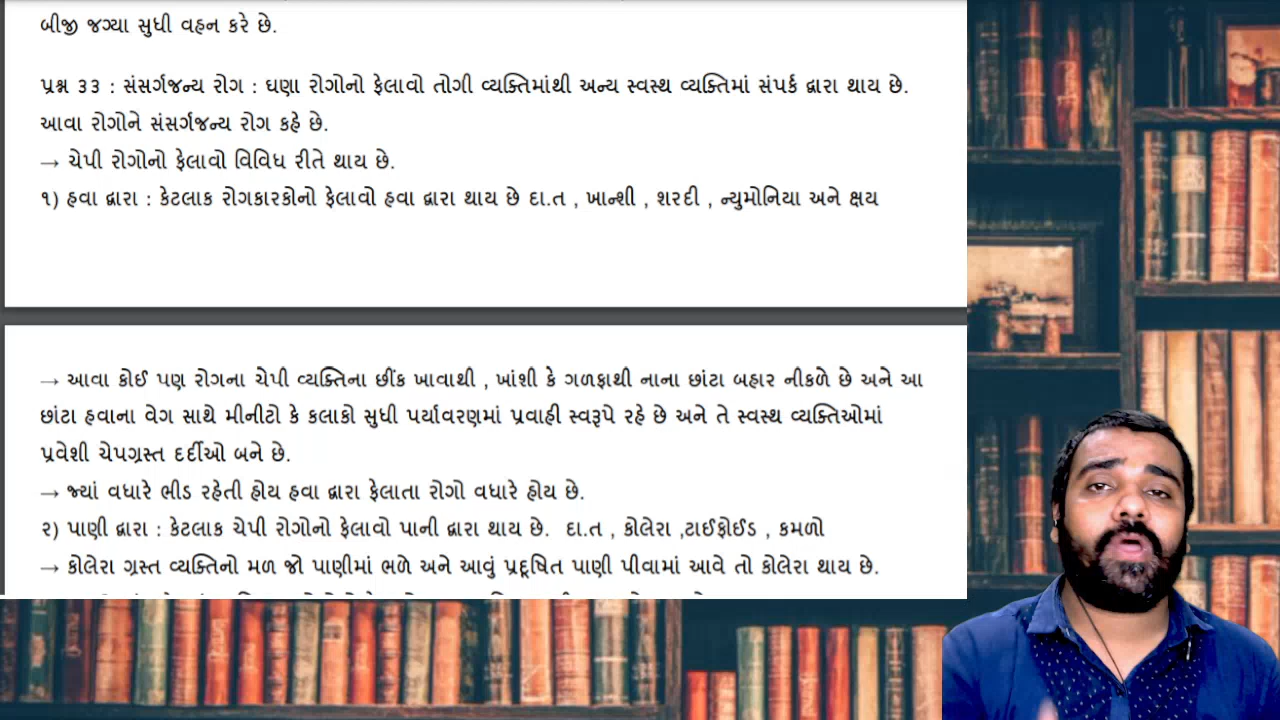 બીજી જગ્યા સુધી વહન કરે છે.
પ્રશ્ન ૩૩ : સંસર્ગજન્ય રોગ : ઘણા રોગોનો ફેલાવો તોગી વ્યક્તિમાંથી અન્ય સ્વસ્થ વ્યક્તિમાં સંપર્ક દ્વારા થાય છે.
આવા રોગોને સંસર્ગજન્ય રોગ કહે છે.
→ ચેપી રોગોનો ફેલાવો વિવિધ રીતે થાય છે.
૧) હવા દ્વારા : કેટલાક રોગકારકોનો ફેલાવો હવા દ્વારા થાય છે દા.ત , ખાન્શી , શરદી , ન્યુમોનિયા અને ક્ષય
→ આવા કોઈ પણ રોગના ચેપી વ્યક્તિના છીંક ખાવાથી , ખાંશી કે ગળફાથી નાના છાંટા બહાર નીકળે છે અને આ
છાંટા હવાના વેગ સાથે મીનીટો કે કલાકો સુધી પર્યાવરણમાં પ્રવાહી સ્વરૂપે રહે છે અને તે સ્વસ્થ વ્યક્તિઓમાં
પ્રવેશી ચેપગ્રસ્ત દર્દીઓ બને છે.
→ જ્યાં વધારે ભીડ રહેતી હોય હવા દ્વારા ફેલાતા રોગો વધારે હોય છે.
૨) પાણી દ્વારા : કેટલાક ચેપી રોગોનો ફેલાવો પાની દ્વારા થાય છે. દા.ત , કોલેરા ,ટાઈફોઈડ , કમળો
→ કોલેરા ગ્રસ્ત વ્યક્તિનો મળ જો પાણીમાં ભળે અને આવું પ્રદૂષિત પાણી પીવામાં આવે તો કોલેરા થાય છે.